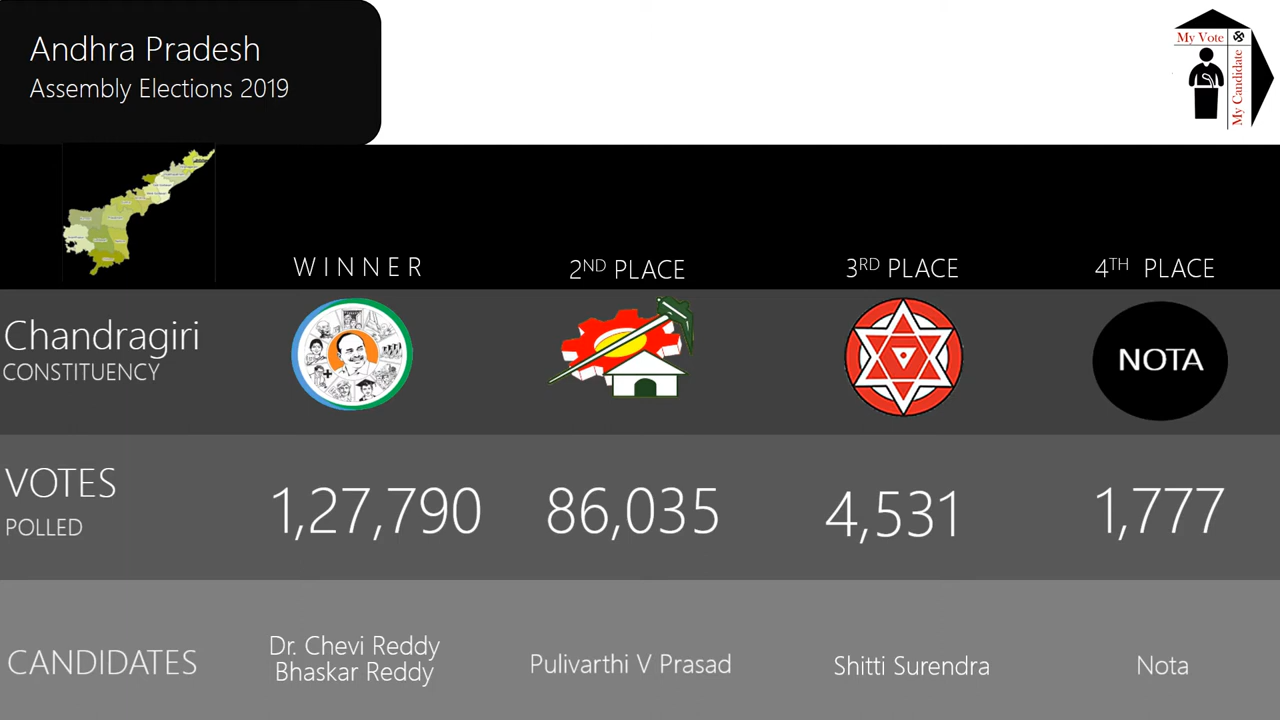 Andhra Pradesh
Assembly Elections 2019
My Vote
My Candidate
WINNER
2ND PLACE
3RD PLACE
4TH PLACE
Chandragiri
CONSTITUENCY
NOTA
VOTES
POLLED
1,27,790
86,035
4,531
1,777
CANDIDATES
Dr. Chevi Reddy
Bhaskar Reddy
Pulivarthi V Prasad
Shitti Surendra
Nota